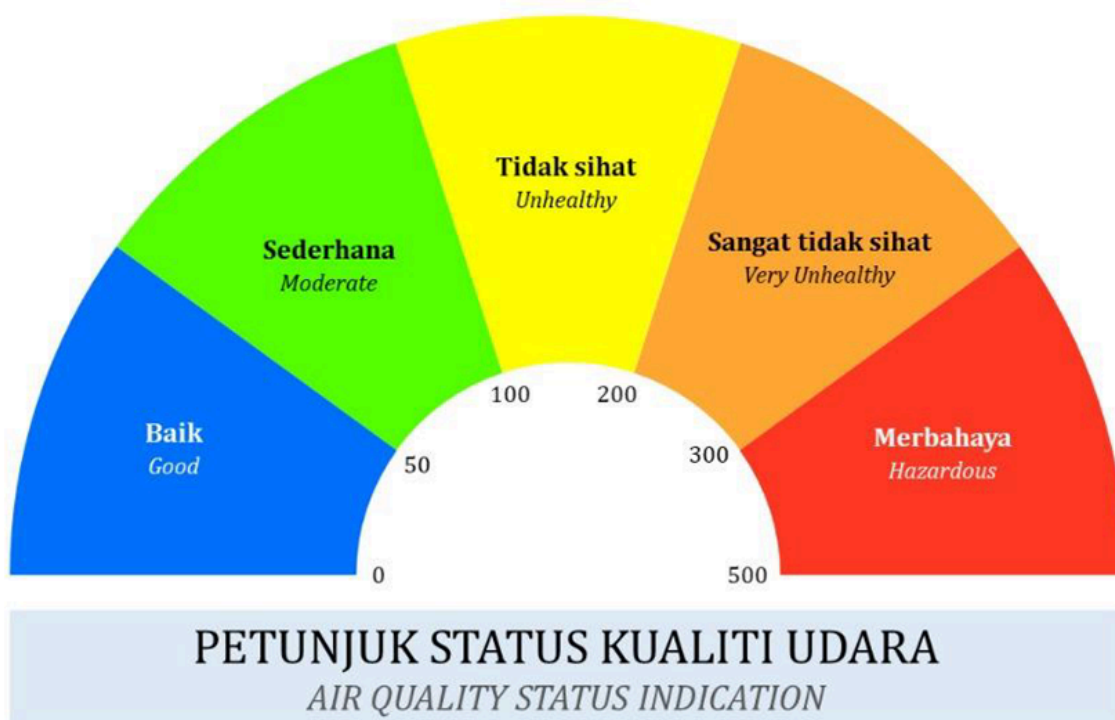 Tidak sihat
Unhealthy
Sederhana
Moderate
Sangat tidak sihat
Very Unhealthy
Baik
Good
Merbahaya
Hazardous
0
50
100
200
300
500
PETUNJUK STATUS KUALITI UDARA
AIR QUALITY STATUS INDICATION